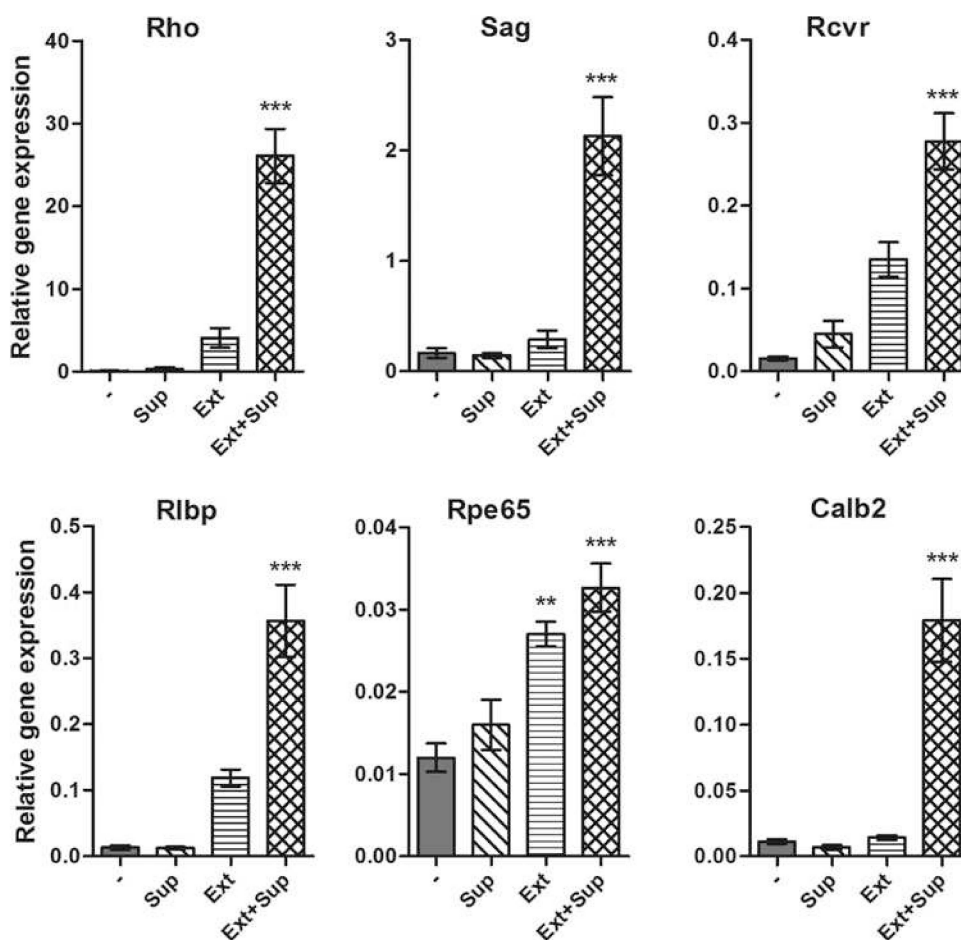 Rho
Relative gene expression
40
30
20
10
0
***
-
Sup
Ext
Ext+Sup
Sag
3
2
1
0
***
-
Sup
Ext
Ext+Sup
Rcvr
0.4
0.3
0.2
0.1
0.0
***
-
Sup
Ext
Ext+Sup
Rlbp
Relative gene expression
0.5
0.4
0.3
0.2
0.1
0.0
***
-
Sup
Ext
Ext+Sup
Rpe65
0.04
0.03
0.02
0.01
0.00
**
***
-
Sup
Ext
Ext+Sup
Calb2
0.25
0.20
0.15
0.10
0.05
0.00
***
-
Sup
Ext
Ext+Sup